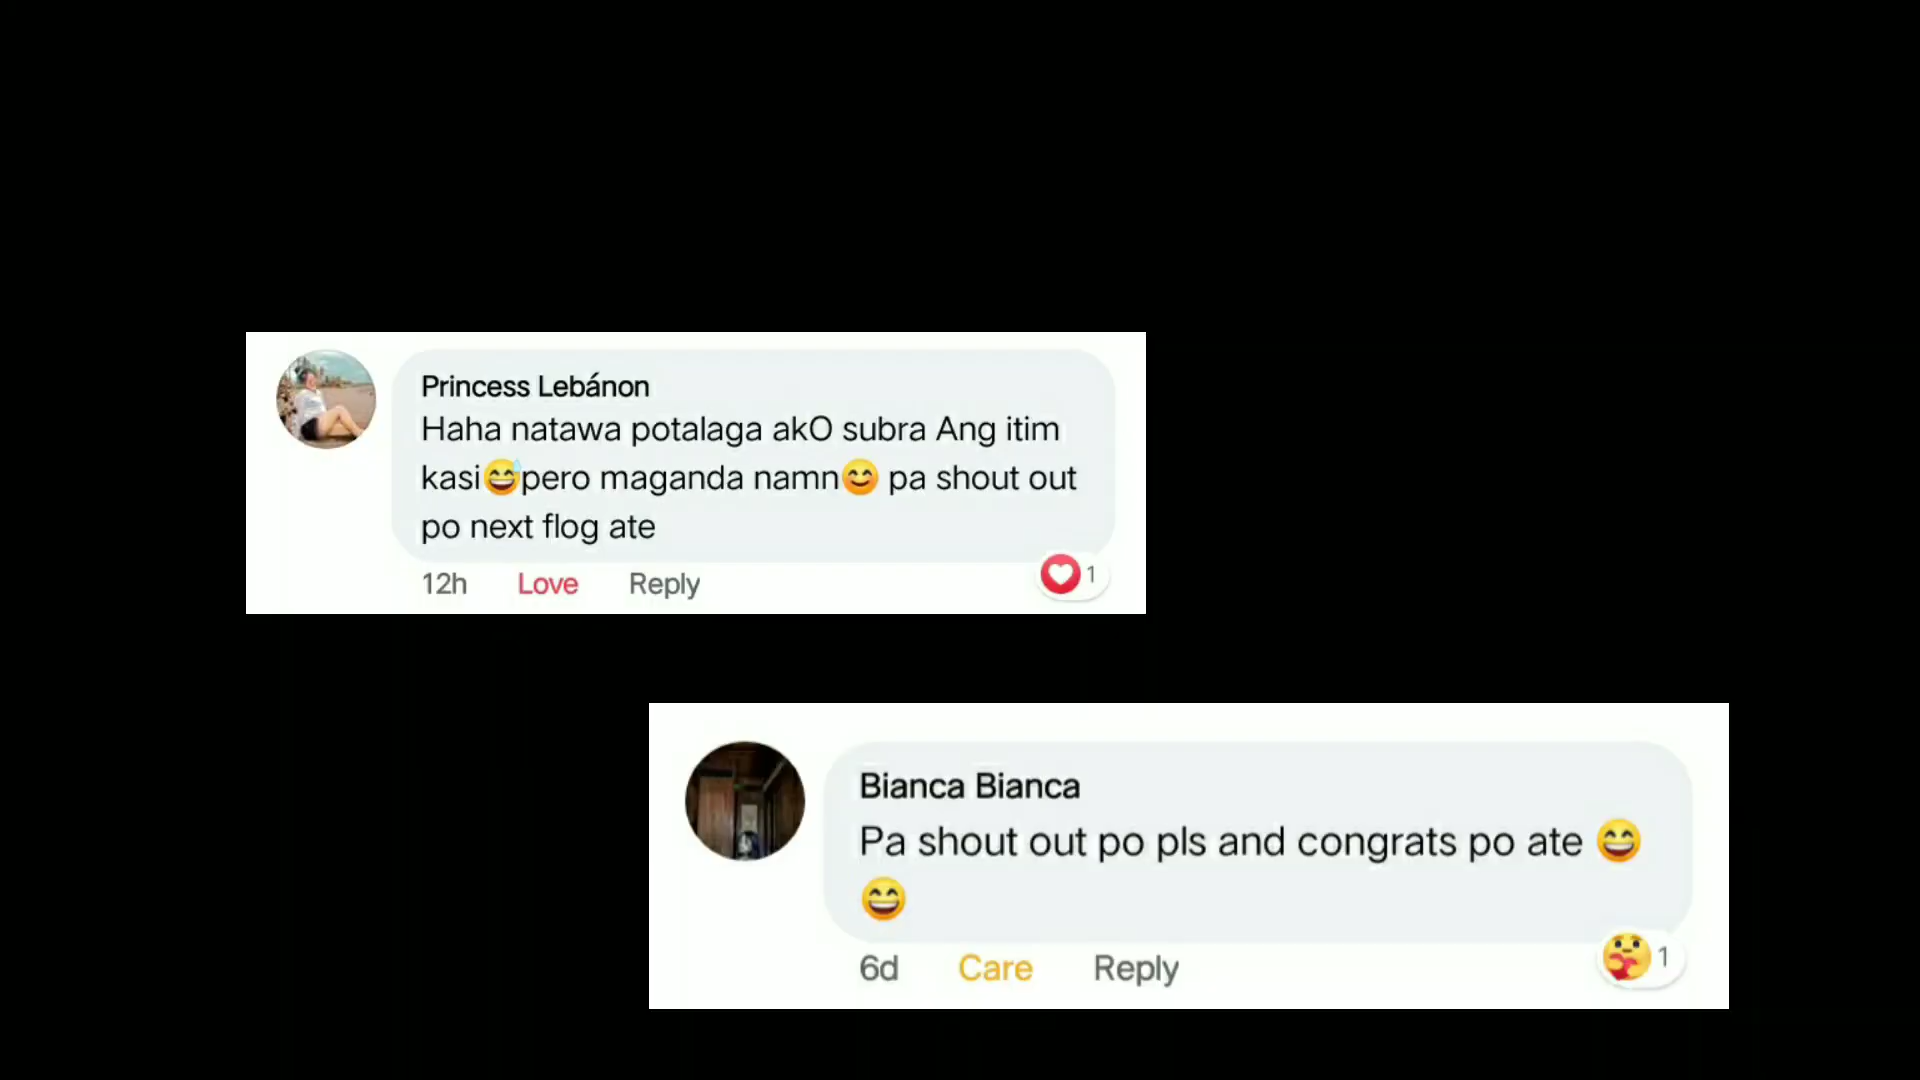 Princess Lebánon
Haha natawa potalaga akO subra Ang itim
kasi😅pero maganda namn😊 pa shout out
po next flog ate
12h Love Reply 1
Bianca Bianca
Pa shout out po pls and congrats po ate 😄
😄
6d Care Reply 1